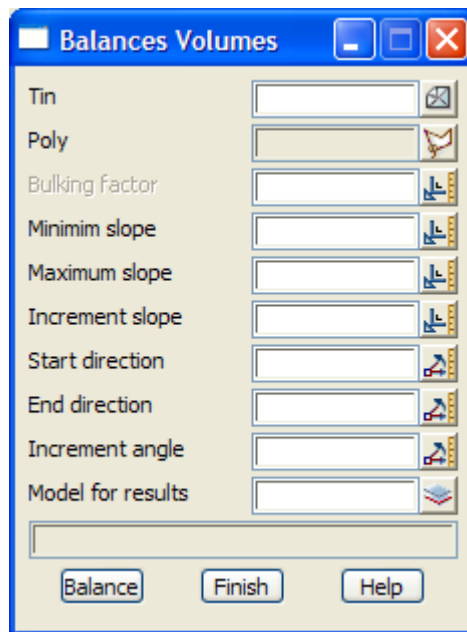 Balances Volumes
Tin
Poly
Bulking factor
Minimim slope
Maximum slope
Increment slope
Start direction
End direction
Increment angle
Model for results
Balance Finish Help